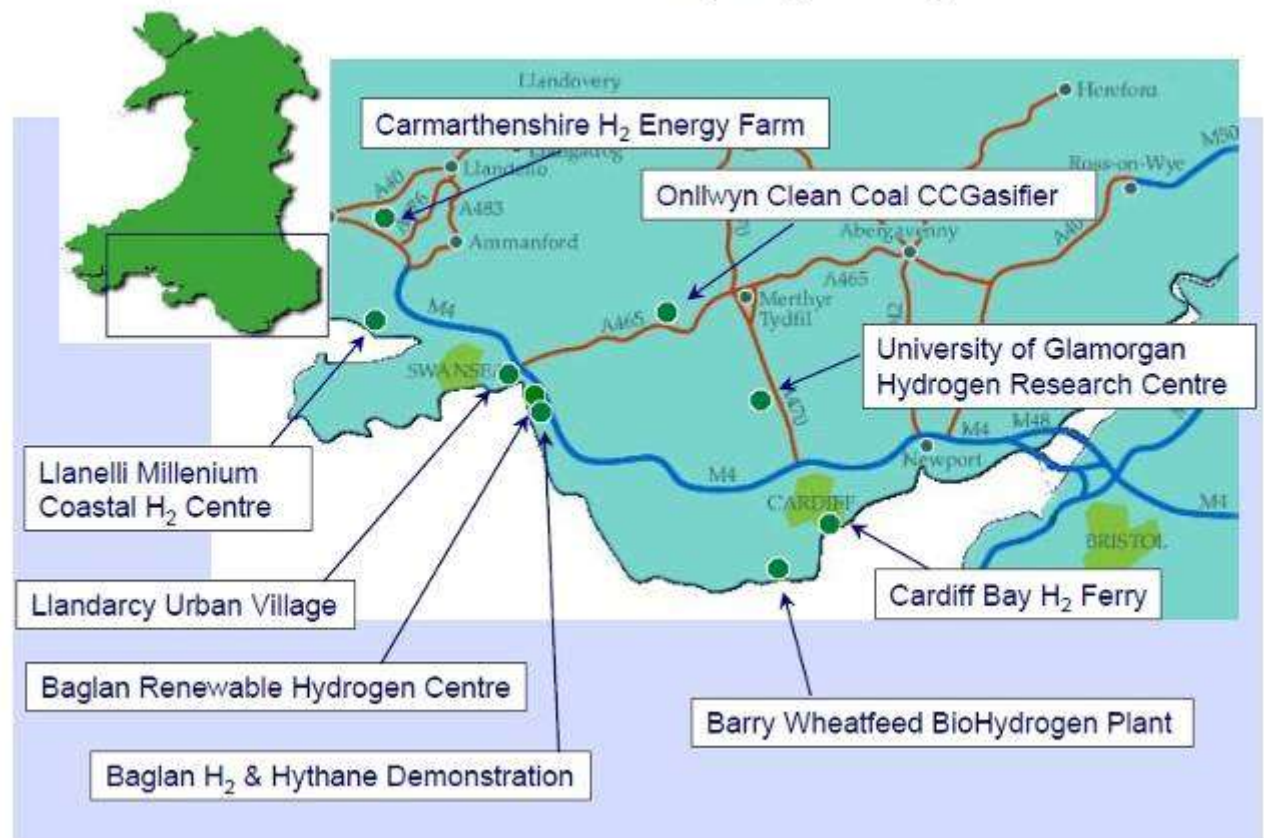 Llandovery
Hereford
Carmarthenshire H₂ Energy Farm
M50
Ross-on-Wye
Llandeilo
A40
Onllwyn Clean Coal CCGasifier
A483
Ammanford
Abergavenny
A40
A465
M4
Merthyr
Tydfil
A465
University of Glamorgan
Hydrogen Research Centre
SWANSEA
A470
M4
M48
Newport
Llanelli Millenium
Coastal H₂ Centre
M4
CARDIFF
M4
BRISTOL
Llandarcy Urban Village
Cardiff Bay H₂ Ferry
Baglan Renewable Hydrogen Centre
Barry Wheatfeed BioHydrogen Plant
Baglan H₂ & Hythane Demonstration